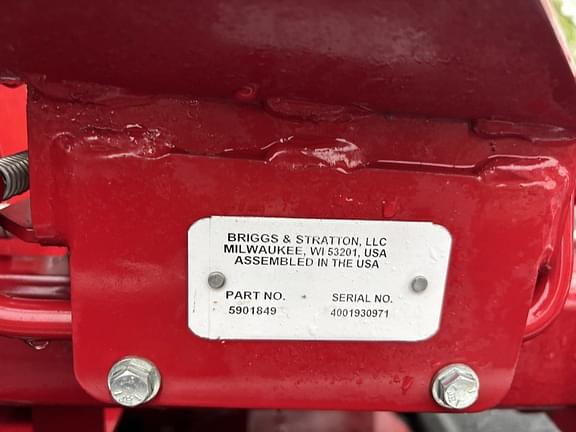 BRIGGS & STRATTON, LLC
MILWAUKEE, WI 53201, USA
ASSEMBLED IN THE USA
PART NO. SERIAL NO.
5901849 4001930971